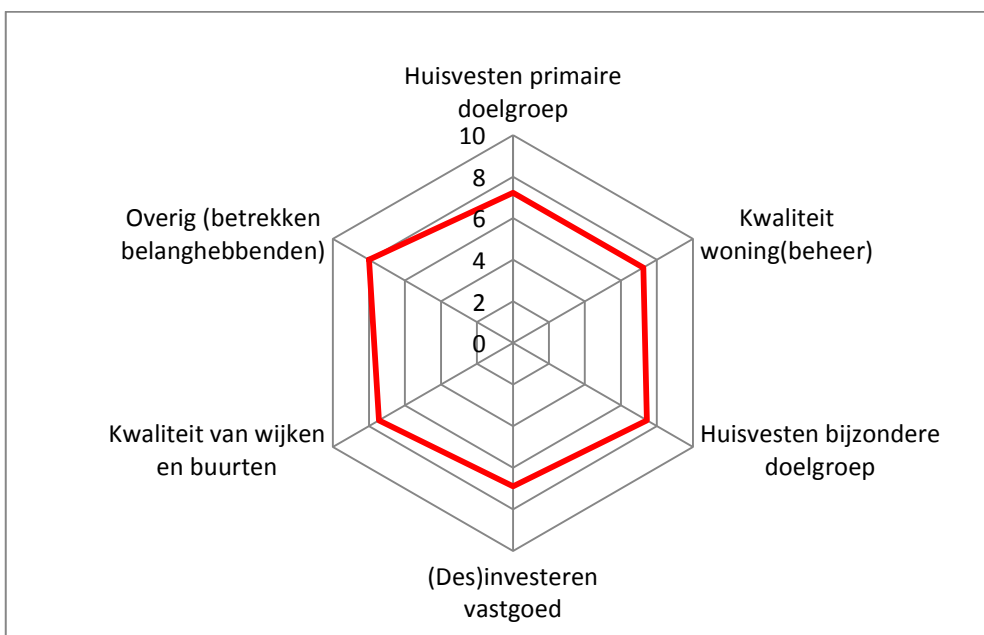 Huisvesten primaire
doelgroep
10
8
6
4
2
0
Kwaliteit
woning(beheer)
Huisvesten bijzondere
doelgroep
(Des)investeren
vastgoed
Kwaliteit van wijken
en buurten
Overig (betrekken
belanghebbenden)